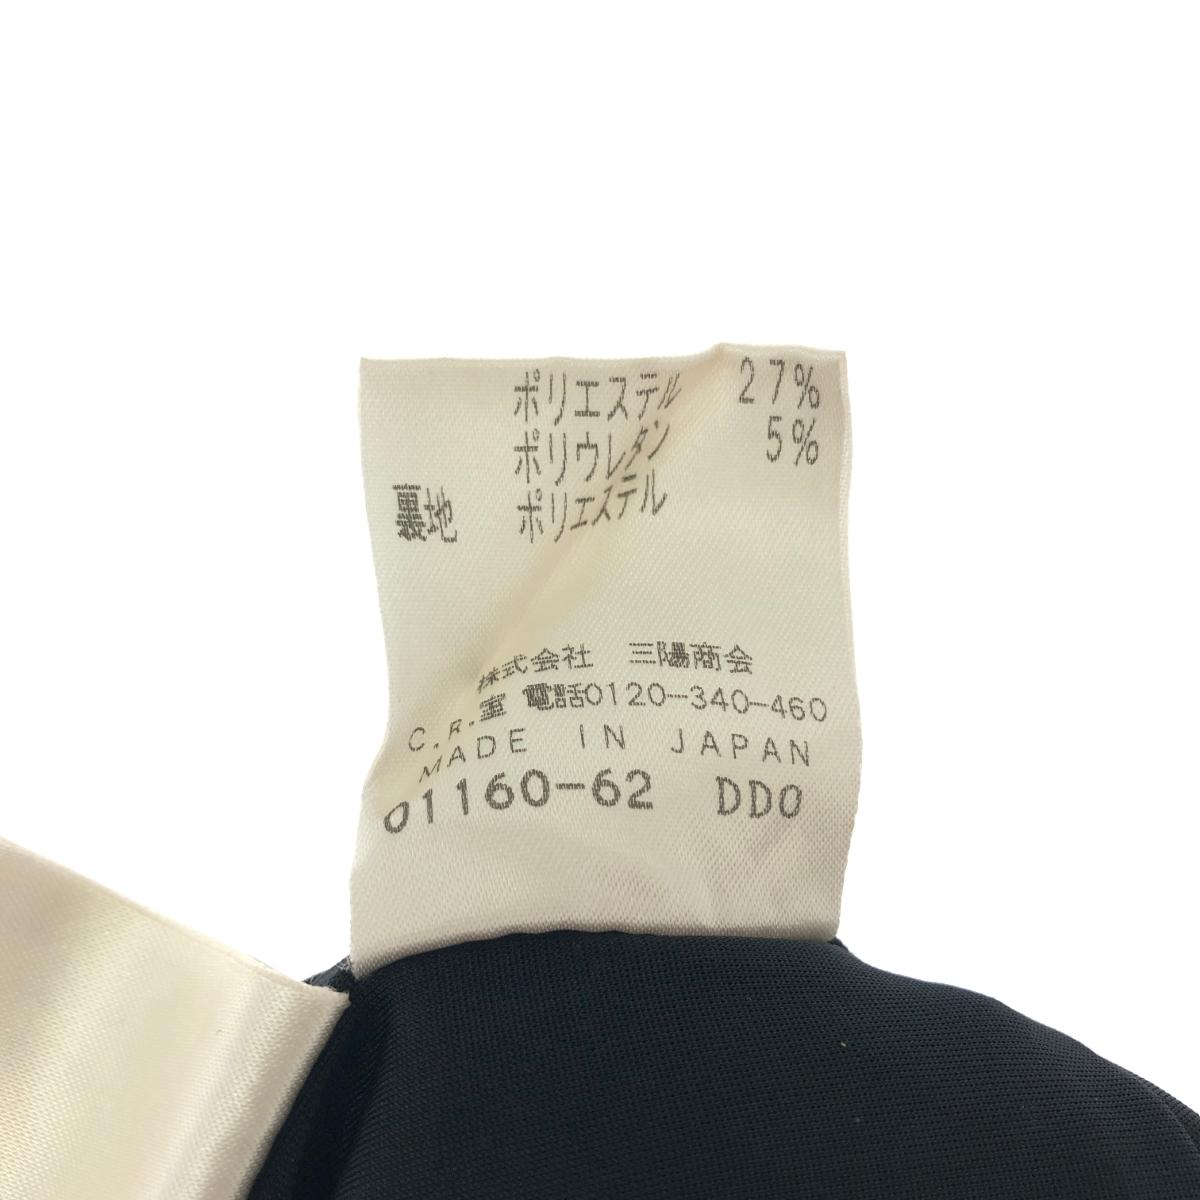 ポリエステル 27%
ポリウレタン 5%
裏地 ポリエステル
株式会社 三陽商会
C.R.室 電話0120-340-460
MADE IN JAPAN
01160-62 DDO